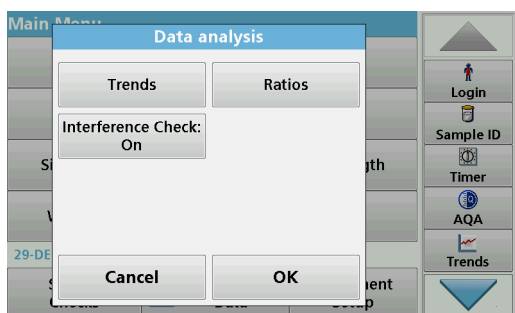 Main Menu
Data analysis
Trends
Ratios
Interference Check:
On
Cancel
OK
29-DE
Login
Sample ID
Timer
AQA
Trends